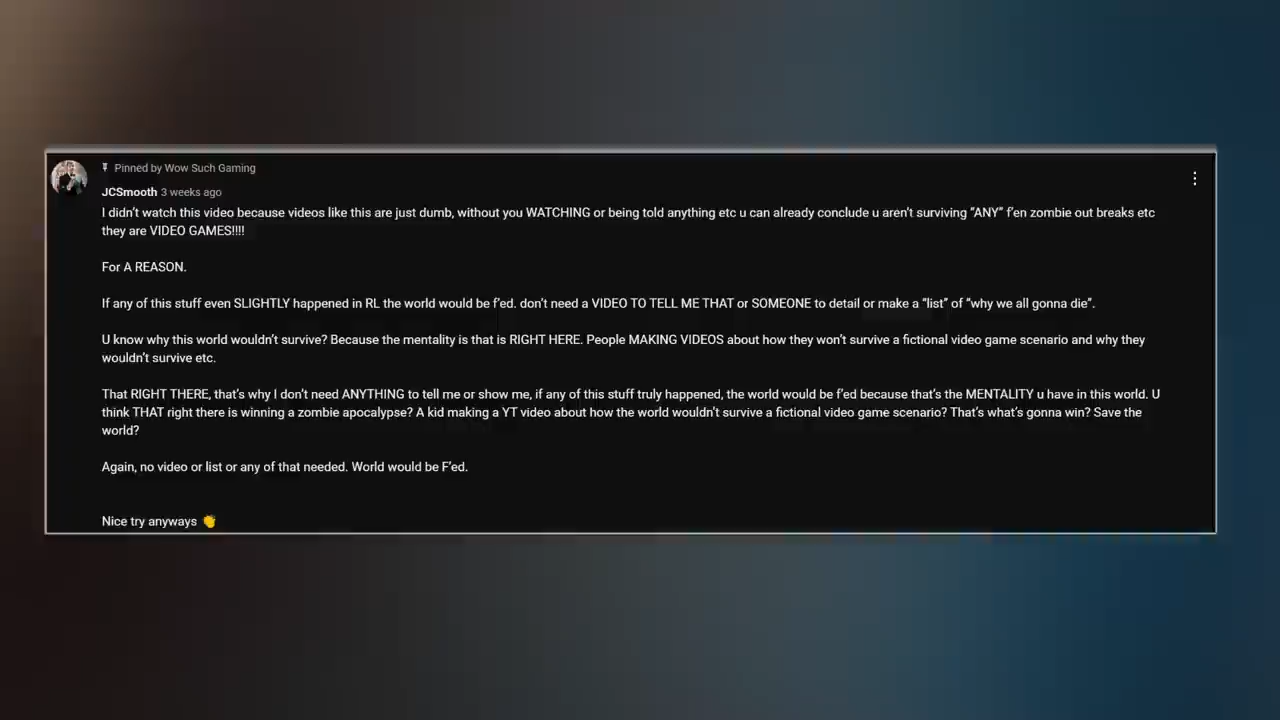 Pinned by Wow Such Gaming
JCSmooth 3 weeks ago
I didn't watch this video because videos like this are just dumb, without you WATCHING or being told anything etc u can already conclude u aren't surviving "ANY" f'en zombie out breaks etc
they are VIDEO GAMES!!!!
For A REASON.
If any of this stuff even SLIGHTLY happened in RL the world would be f'ed. don't need a VIDEO TO TELL ME THAT or SOMEONE to detail or make a "list" of "why we all gonna die".
U know why this world wouldn't survive? Because the mentality is that is RIGHT HERE. People MAKING VIDEOS about how they won't survive a fictional video game scenario and why they
wouldn't survive etc.
That RIGHT THERE, that's why I don't need ANYTHING to tell me or show me, if any of this stuff truly happened, the world would be f'ed because that's the MENTALITY u have in this world. U
think THAT right there is winning a zombie apocalypse? A kid making a YT video about how the world wouldn't survive a fictional video game scenario? That's what's gonna win? Save the
world?
Again, no video or list or any of that needed. World would be F'ed.
Nice try anyways 👏